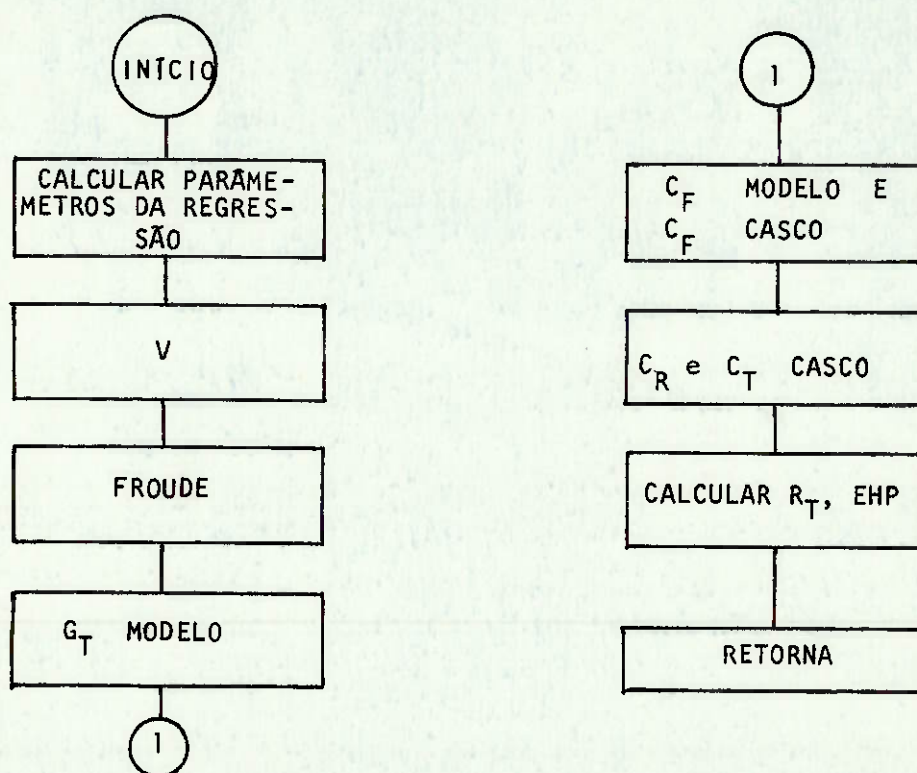 INÍCIO
CALCULAR PARÂME-
METROS DA REGRES-
SÃO
V
FROUDE
G_T MODELO
1
1
C_F MODELO E
C_F CASCO
C_R e C_T CASCO
CALCULAR R_T, EHP
RETORNA